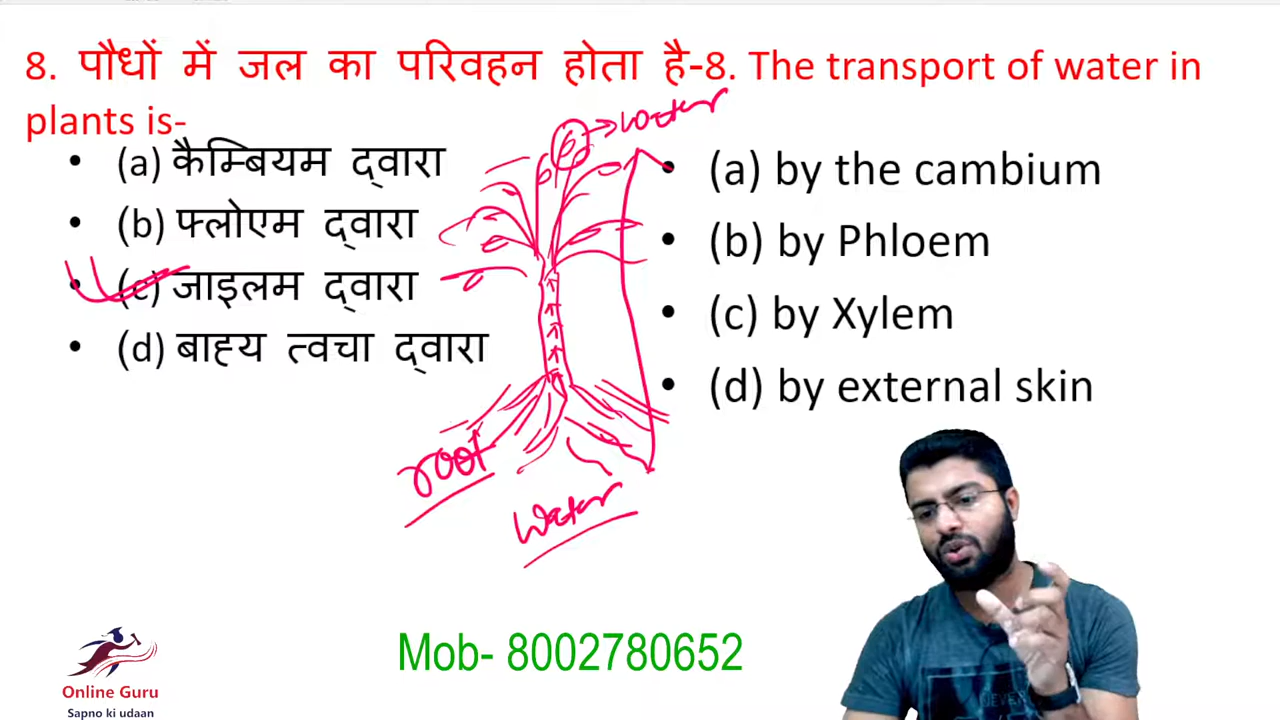 8. पौधों में जल का परिवहन होता है-8. The transport of water in
plants is-
• (a) कैम्बियम द्वारा
• (b) फ्लोएम द्वारा
• (c) जाइलम द्वारा
• (d) बाह्य त्वचा द्वारा
water
• (a) by the cambium
• (b) by Phloem
• (c) by Xylem
• (d) by external skin
root
Water
Mob- 8002780652
Online Guru
Sapno ki udaan